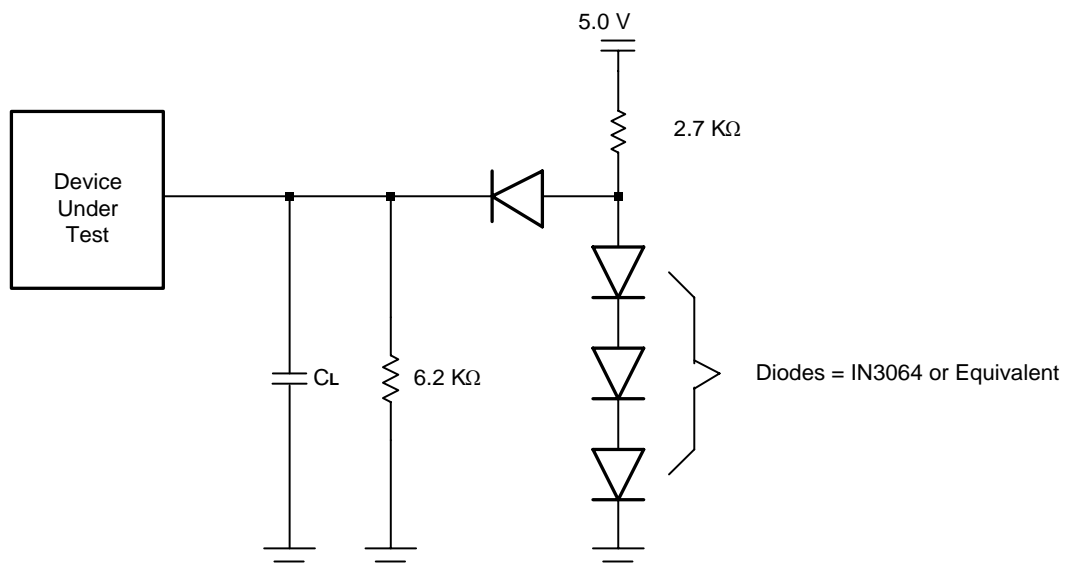 5.0 V
2.7 KΩ
Device
Under
Test
CL
6.2 KΩ
Diodes = IN3064 or Equivalent